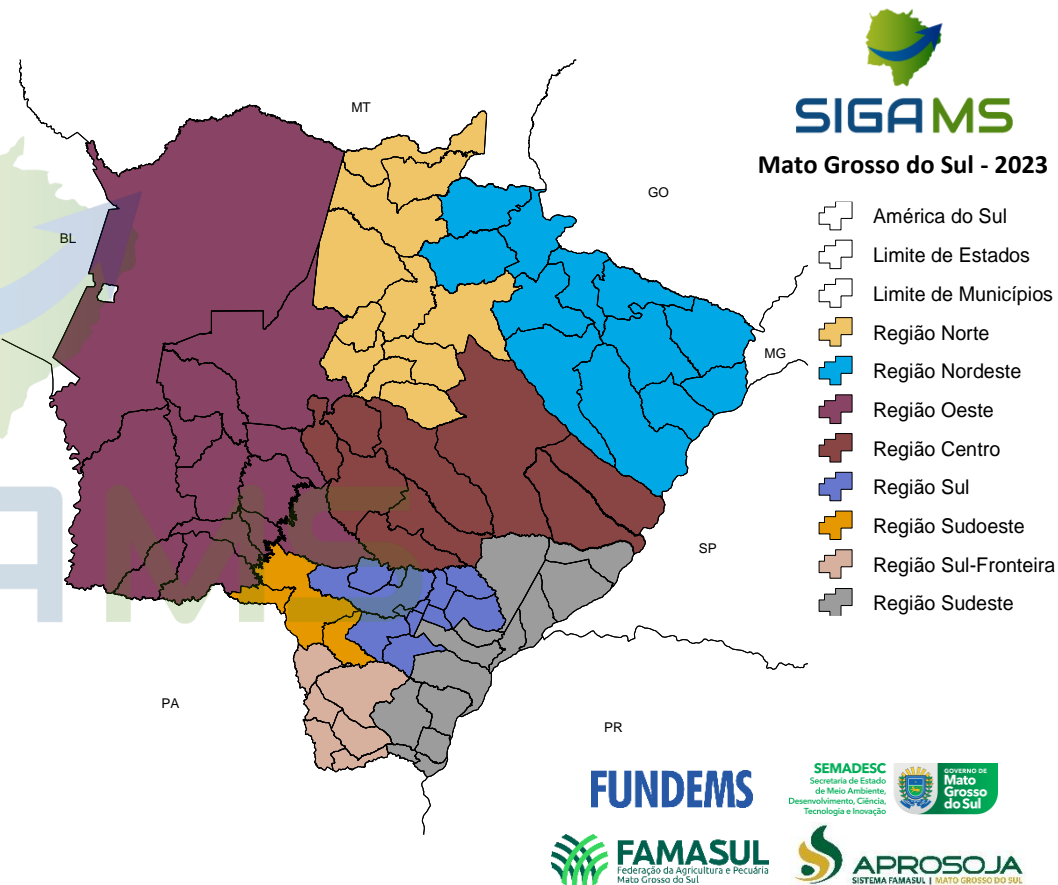 SIGAMS
Mato Grosso do Sul - 2023
América do Sul
Limite de Estados
Limite de Municípios
Região Norte
Região Nordeste
Região Oeste
Região Centro
Região Sul
Região Sudoeste
Região Sul-Fronteira
Região Sudeste
MT
GO
BL
MG
SP
PA
PR
AMS
FUNDEMS
SEMADESC
Secretaria de Estado
de Meio Ambiente,
Desenvolvimento, Ciência,
Tecnologia e Inovação
GOVERNO DE
Mato
Grosso
do Sul
FAMASUL
Federação da Agricultura e Pecuária
Mato Grosso do Sul
APROSOJA
SISTEMA FAMASUL | MATO GROSSO DO SUL